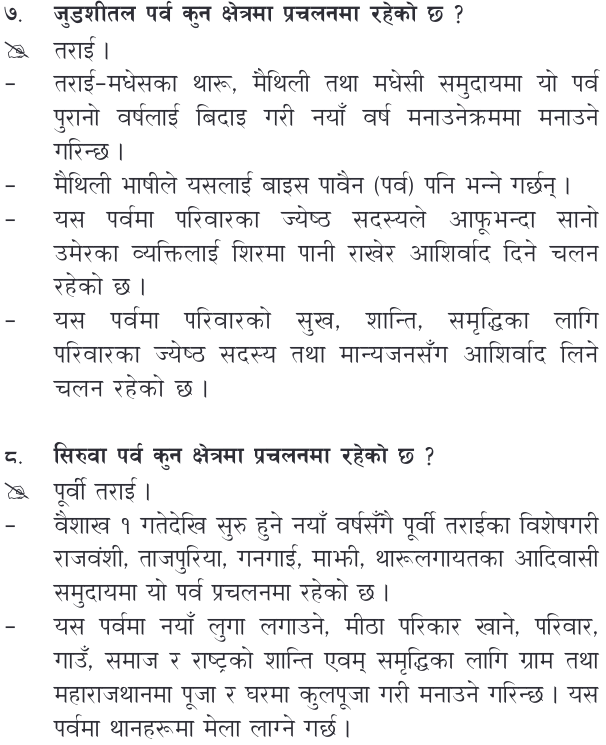 ७. जुडशीतल पर्व कुन क्षेत्रमा प्रचलनमा रहेको छ ?
तराई ।
– तराई–मधेसका थारू, मैथिली तथा मधेसी समुदायमा यो पर्व
पुरानो वर्षलाई बिदाइ गरी नयाँ वर्ष मनाउनेक्रममा मनाउने
गरिन्छ ।
– मैथिली भाषीले यसलाई बाइस पावैन (पर्व) पनि भन्ने गर्छन् ।
– यस पर्वमा परिवारका ज्येष्ठ सदस्यले आफूभन्दा सानो
उमेरका व्यक्तिलाई शिरमा पानी राखेर आशिर्वाद दिने चलन
रहेको छ ।
– यस पर्वमा परिवारको सुख, शान्ति, समृद्धिका लागि
परिवारका ज्येष्ठ सदस्य तथा मान्यजनसँग आशिर्वाद लिने
चलन रहेको छ ।
८. सिरुवा पर्व कुन क्षेत्रमा प्रचलनमा रहेको छ ?
पूर्वी तराई ।
– वैशाख १ गतेदेखि सुरु हुने नयाँ वर्षसँगै पूर्वी तराईका विशेषगरी
राजवंशी, ताजपुरिया, गनगाई, माझी, थारूलगायतका आदिवासी
समुदायमा यो पर्व प्रचलनमा रहेको छ ।
– यस पर्वमा नयाँ लुगा लगाउने, मीठा परिकार खाने, परिवार,
गाउँ, समाज र राष्ट्रको शान्ति एवम् समृद्धिका लागि ग्राम तथा
महाराजथानमा पूजा र घरमा कुलपूजा गरी मनाउने गरिन्छ । यस
पर्वमा थानहरूमा मेला लाग्ने गर्छ ।